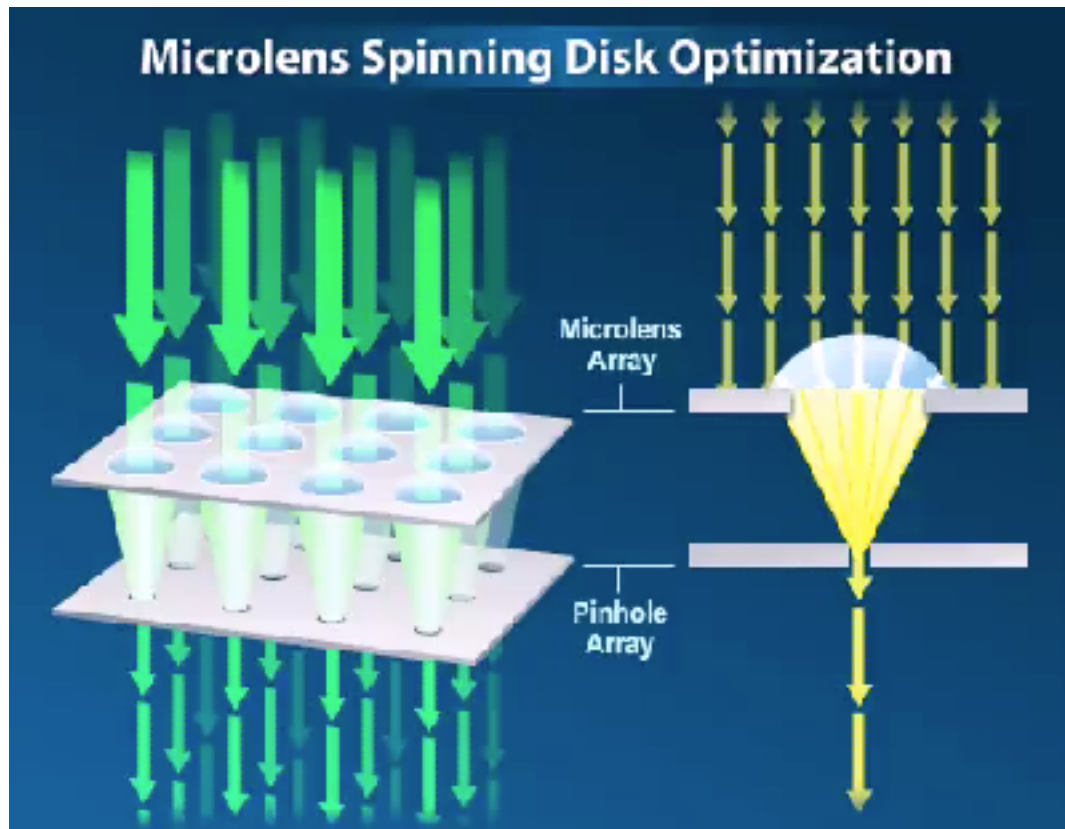 Microlens Spinning Disk Optimization
Microlens
Array
Pinhole
Array